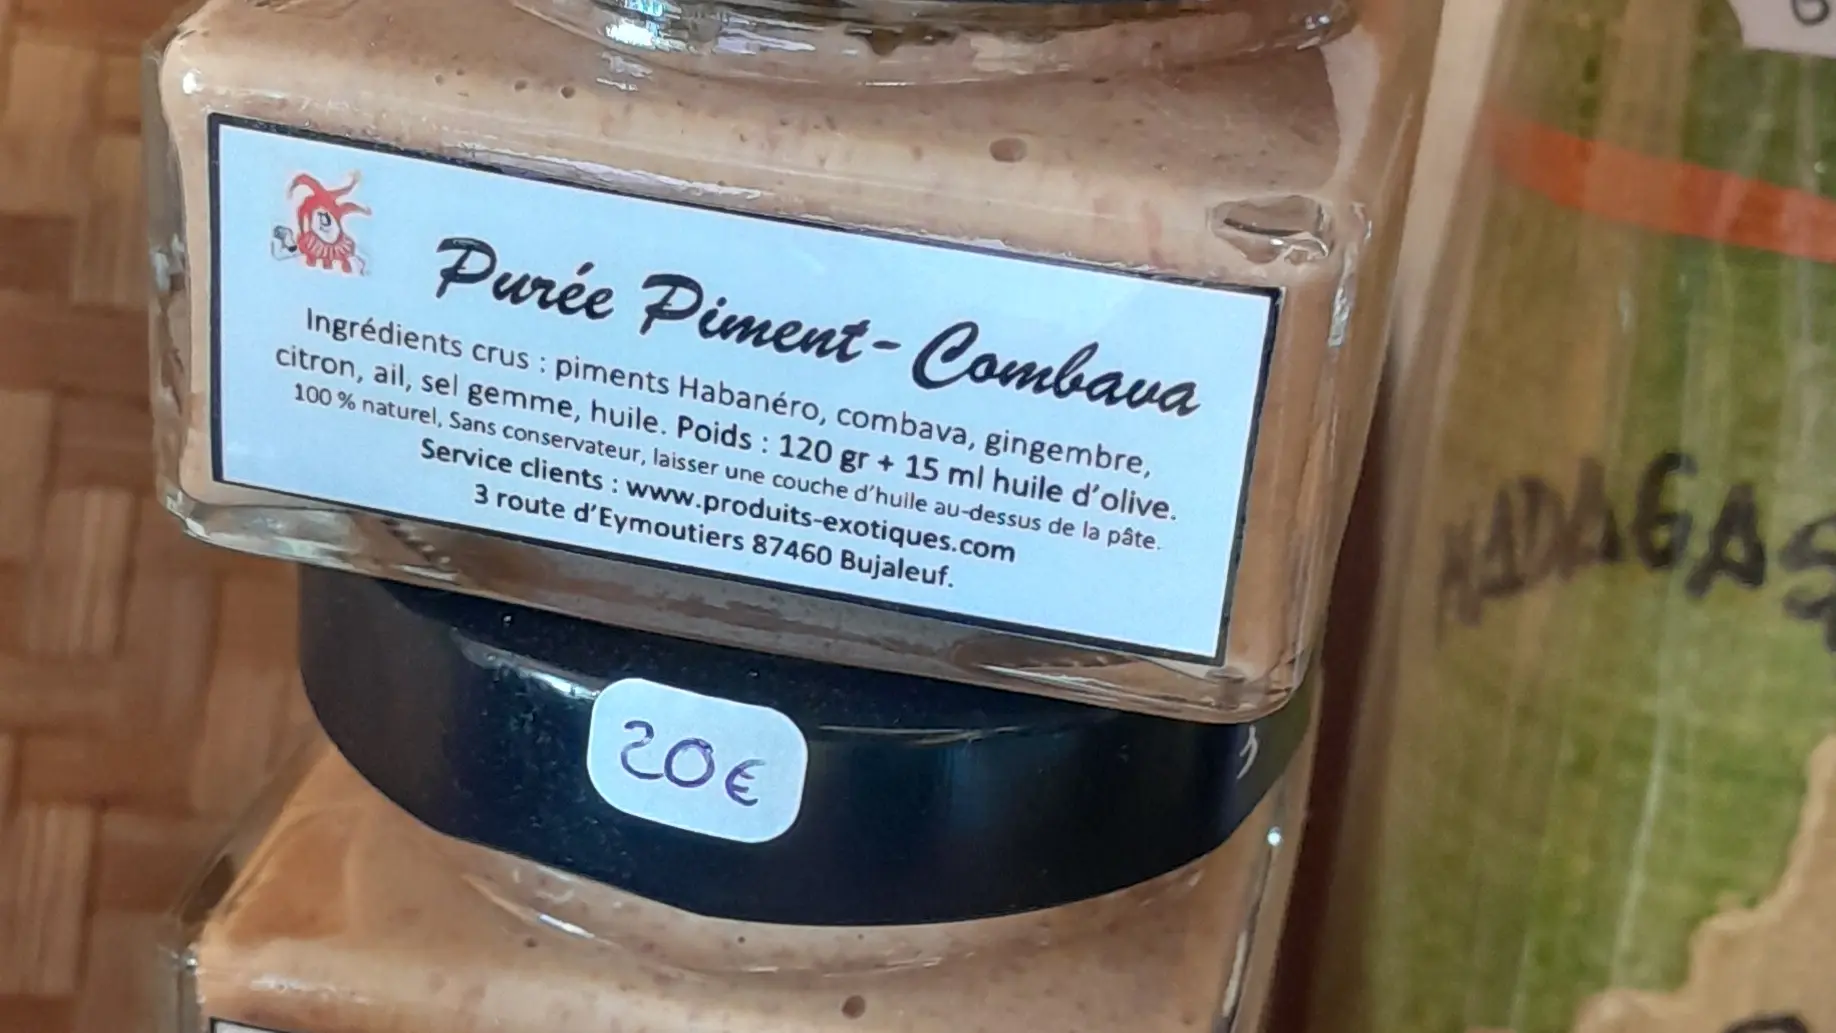 Purée Piment-Combava
Ingrédients crus : piments Habanéro, combava, gingembre,
citron, ail, sel gemme, huile. Poids : 120 gr + 15 ml huile d'olive.
100 % naturel, Sans conservateur, laisser une couche d'huile au-dessus de la pâte.
Service clients : www.produits-exotiques.com
3 route d'Eymoutiers 87460 Bujaleuf.
20€
MADAGAS